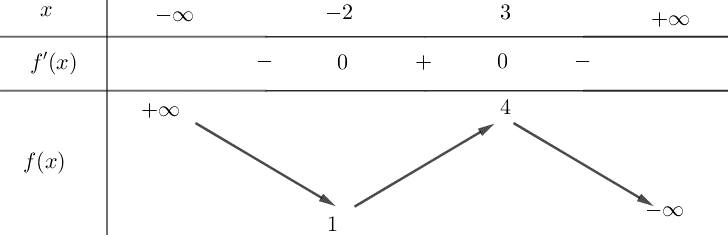 x −∞ −2 3 +∞
f′(x) − 0 + 0 −
+∞ 4
f(x)
1 −∞